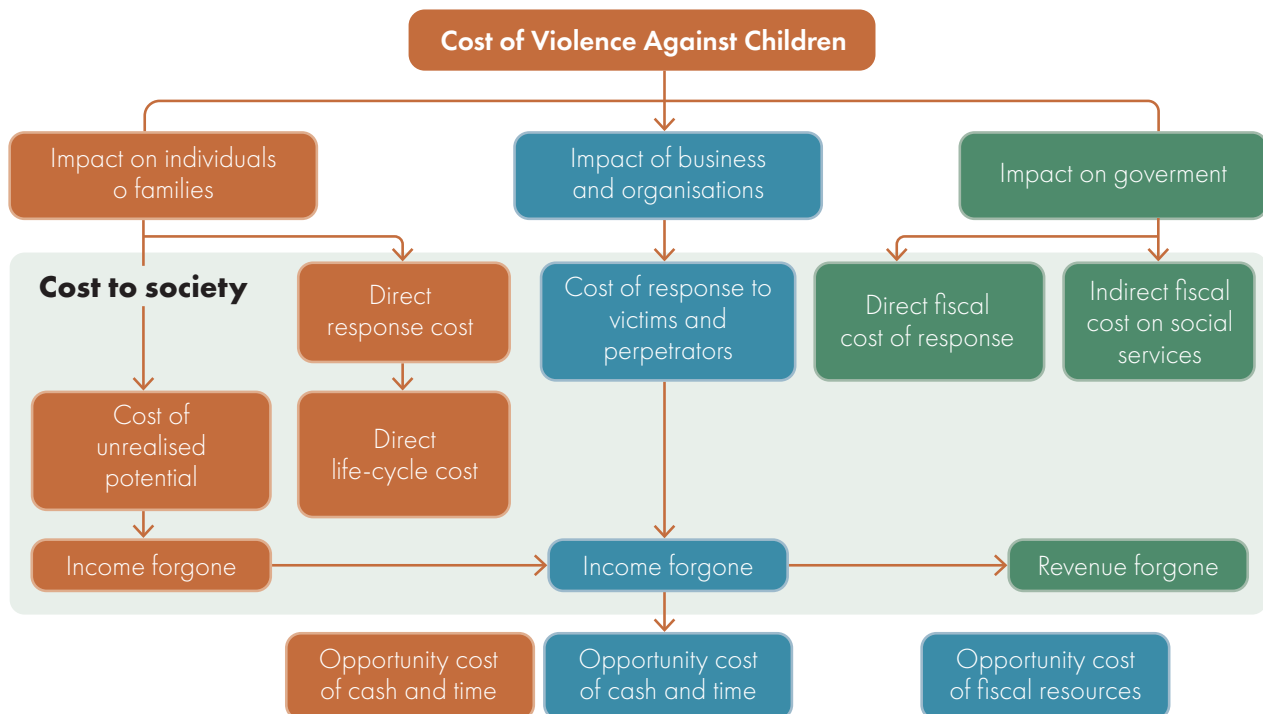 Cost of Violence Against Children
Impact on individuals
o families
Impact of business
and organisations
Impact on goverment
Cost to society
Direct
response cost
Cost of response to
victims and
perpetrators
Direct fiscal
cost of response
Indirect fiscal
cost on social
services
Cost of
unrealised
potential
Direct
life-cycle cost
Income forgone
Income forgone
Revenue forgone
Opportunity cost
of cash and time
Opportunity cost
of cash and time
Opportunity cost
of fiscal resources